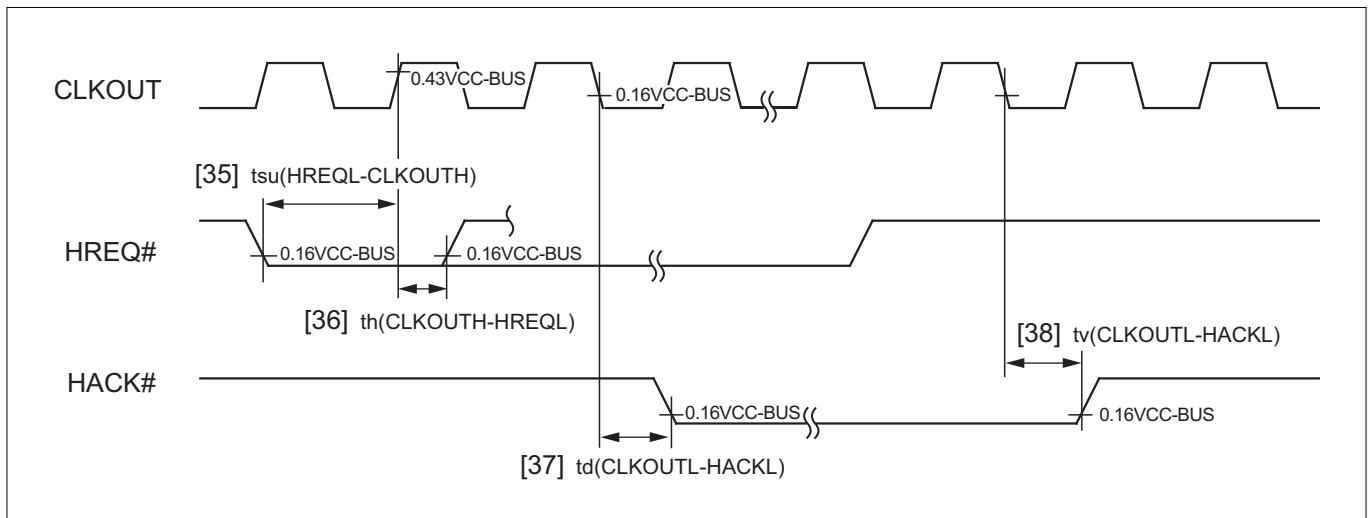 CLKOUT
0.43VCC-BUS
0.16VCC-BUS
[35] tsu(HREQL-CLKOUTH)
HREQ#
0.16VCC-BUS
0.16VCC-BUS
[36] th(CLKOUTH-HREQL)
[38] tv(CLKOUTL-HACKL)
HACK#
0.16VCC-BUS
0.16VCC-BUS
[37] td(CLKOUTL-HACKL)